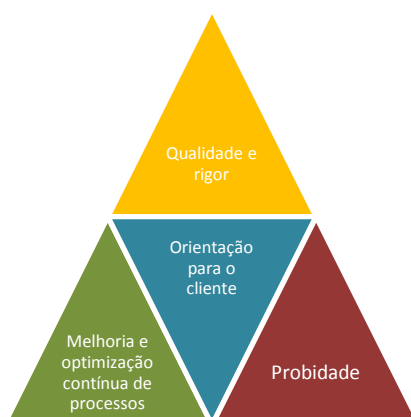 Qualidade e
rigor
Orientação
para o
cliente
Melhoria e
optimização
contínua de
processos
Probidade